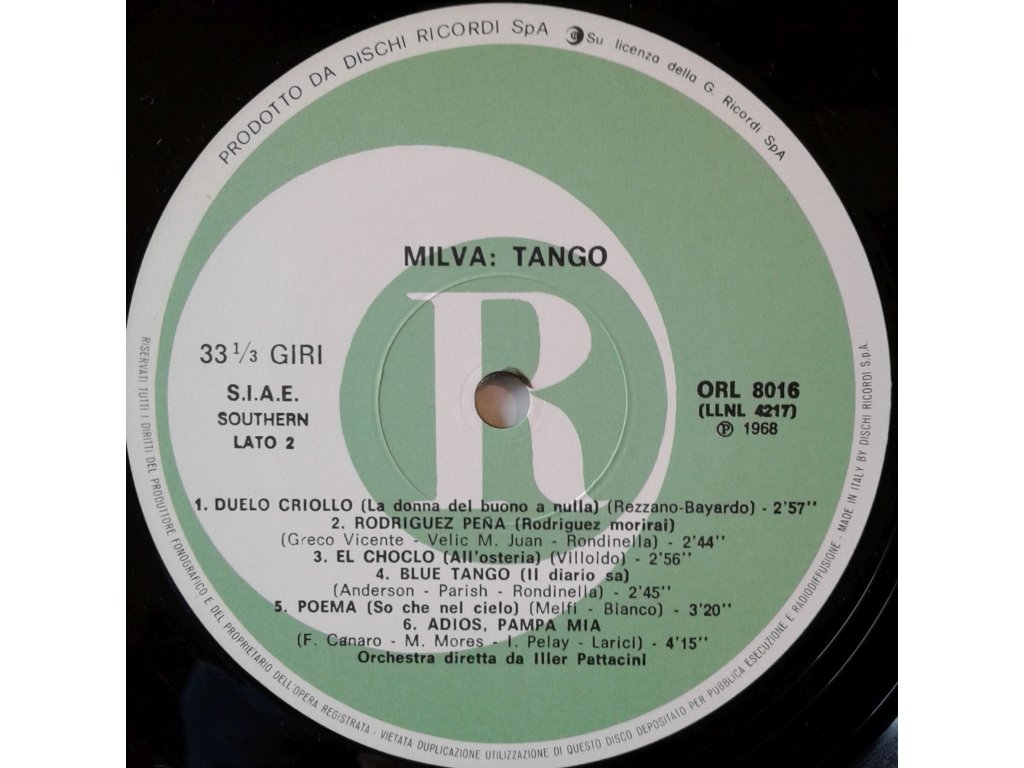 PRODOTTO DA DISCHI RICORDI SpA Su licenza della G. Ricordi SpA
MILVA: TANGO
R
33 1/3 GIRI
S.I.A.E.
SOUTHERN
LATO 2
ORL 8016
(LLNL 4217)
Ⓟ 1968
1. DUELO CRIOLLO (La donna del buono a nulla) (Rezzano-Bayardo) - 2'57''
2. RODRIGUEZ PEÑA (Rodriguez morirai)
(Greco Vicente - Velic M. Juan - Rondinella) - 2'44''
3. EL CHOCLO (All'osteria) (Villoldo) - 2'56''
4. BLUE TANGO (Il diario sa)
(Anderson - Parish - Rondinella) - 2'45''
5. POEMA (So che nel cielo) (Melfi - Bianco) - 3'20''
6. ADIOS, PAMPA MIA
(F. Canaro - M. Mores - I. Pelay - Larici) - 4'15''
Orchestra diretta da Iller Pattacini
RISERVATI TUTTI I DIRITTI DEL PRODUTTORE FONOGRAFICO E DEL PROPRIETARIO DELL'OPERA REGISTRATA - VIETATA DUPLICAZIONE UTILIZZAZIONE DI QUESTO DISCO DEPOSITATO PER PUBBLICA ESECUZIONE E RADIODIFFUSIONE - MADE IN ITALY BY DISCHI RICORDI S.p.A.